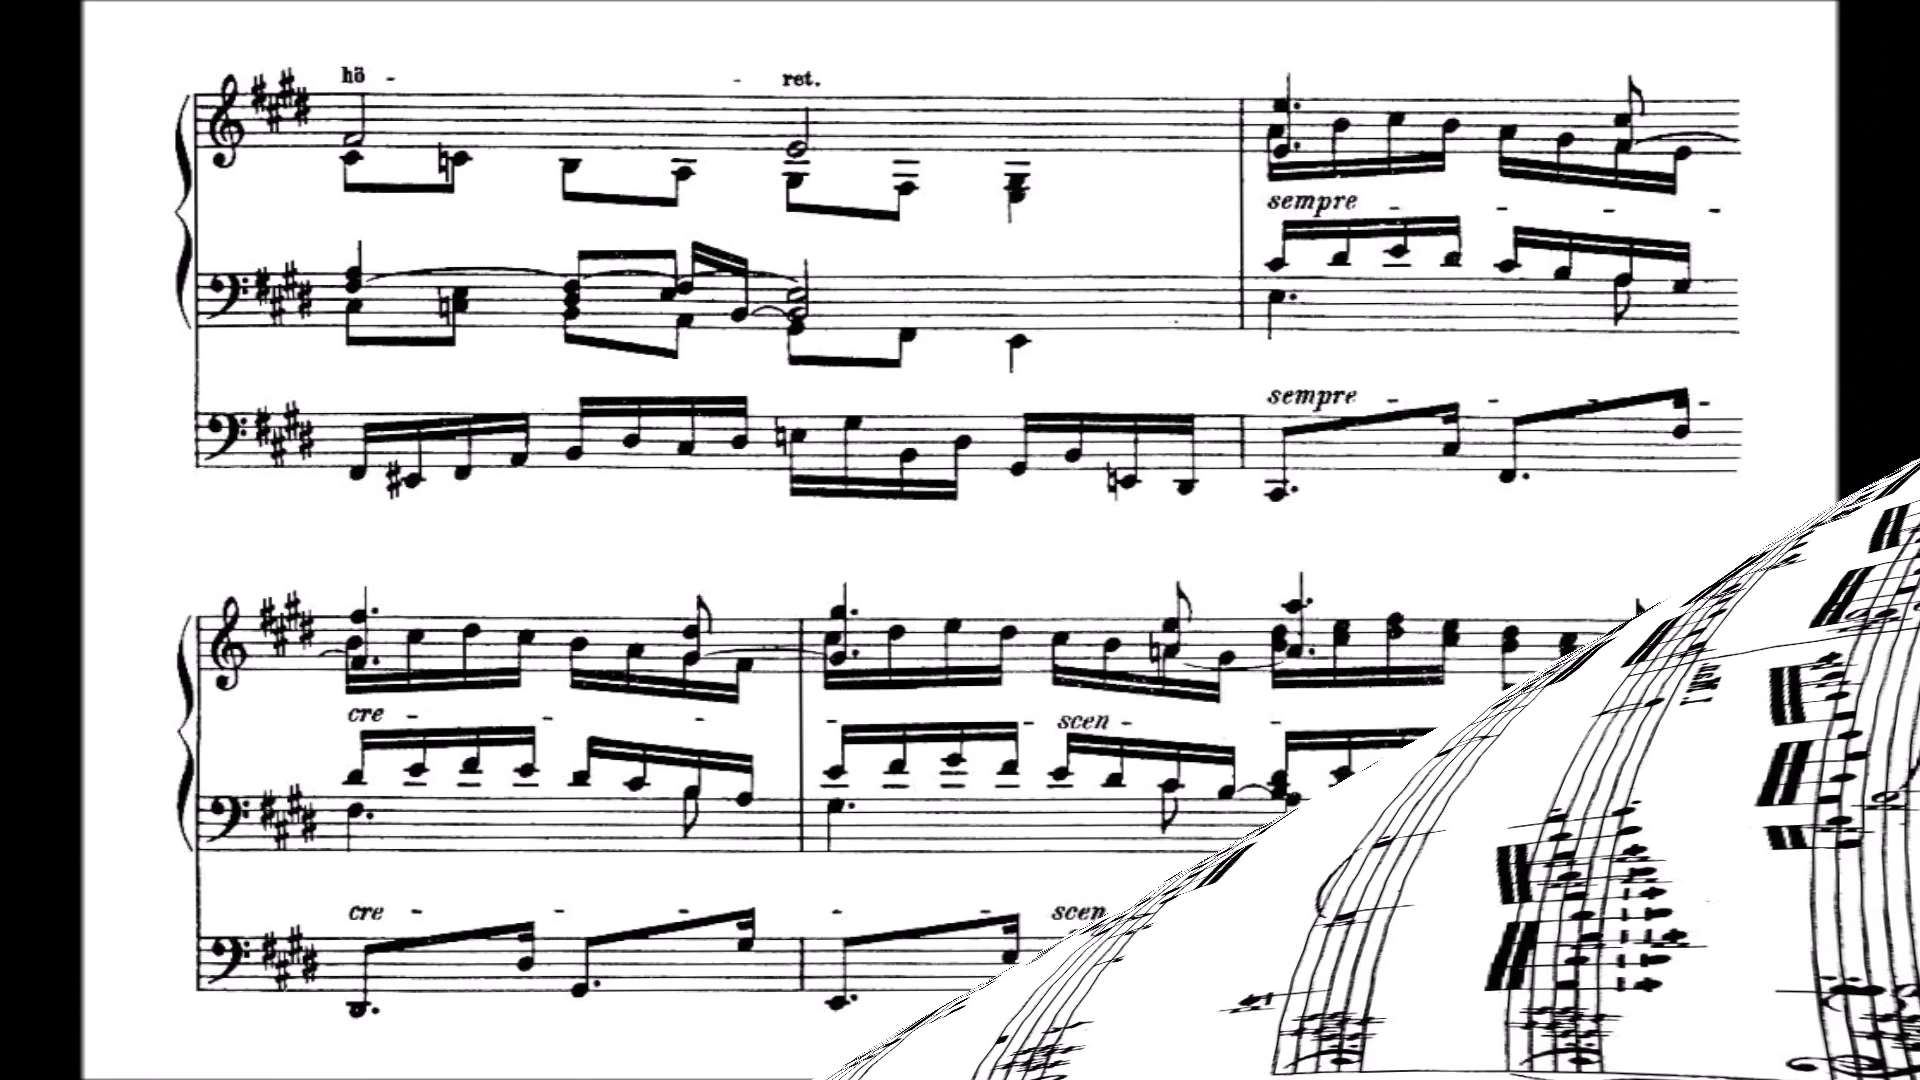 hö - - ret.
sempre - - - -
sempre - - - -
cre - - - - - scen - -
cre - - - - - scen